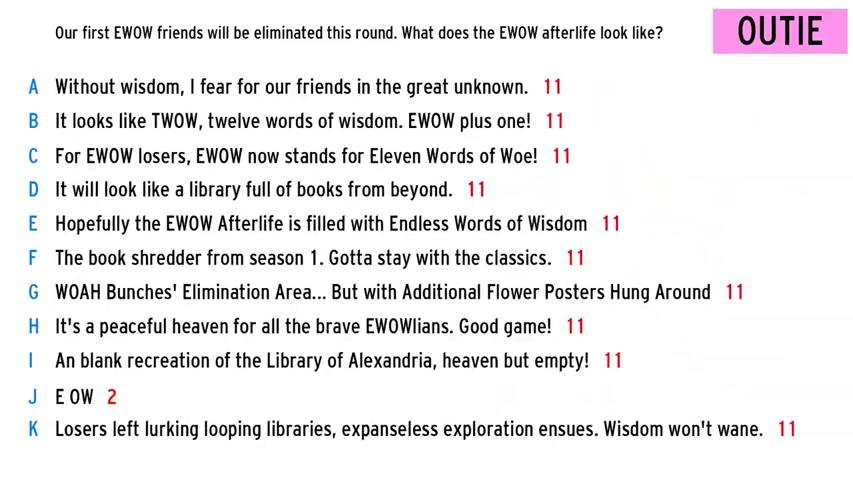 Our first EWOW friends will be eliminated this round. What does the EWOW afterlife look like?
OUTIE
A Without wisdom, I fear for our friends in the great unknown. 11
B It looks like TWOW, twelve words of wisdom. EWOW plus one! 11
C For EWOW losers, EWOW now stands for Eleven Words of Woe! 11
D It will look like a library full of books from beyond. 11
E Hopefully the EWOW Afterlife is filled with Endless Words of Wisdom 11
F The book shredder from season 1. Gotta stay with the classics. 11
G WOAH Bunches' Elimination Area... But with Additional Flower Posters Hung Around 11
H It's a peaceful heaven for all the brave EWOWlians. Good game! 11
I An blank recreation of the Library of Alexandria, heaven but empty! 11
J E OW 2
K Losers left lurking looping libraries, expanseless exploration ensues. Wisdom won't wane. 11